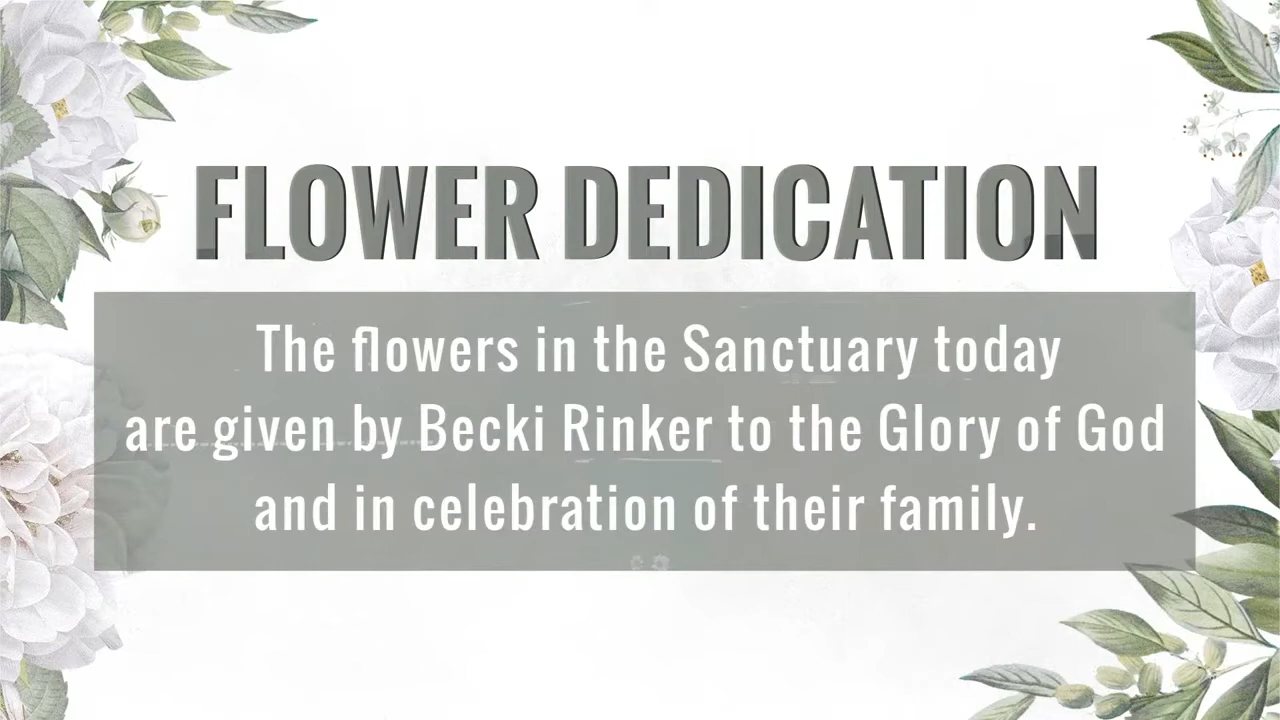 FLOWER DEDICATION
The flowers in the Sanctuary today
are given by Becki Rinker to the Glory of God
and in celebration of their family.